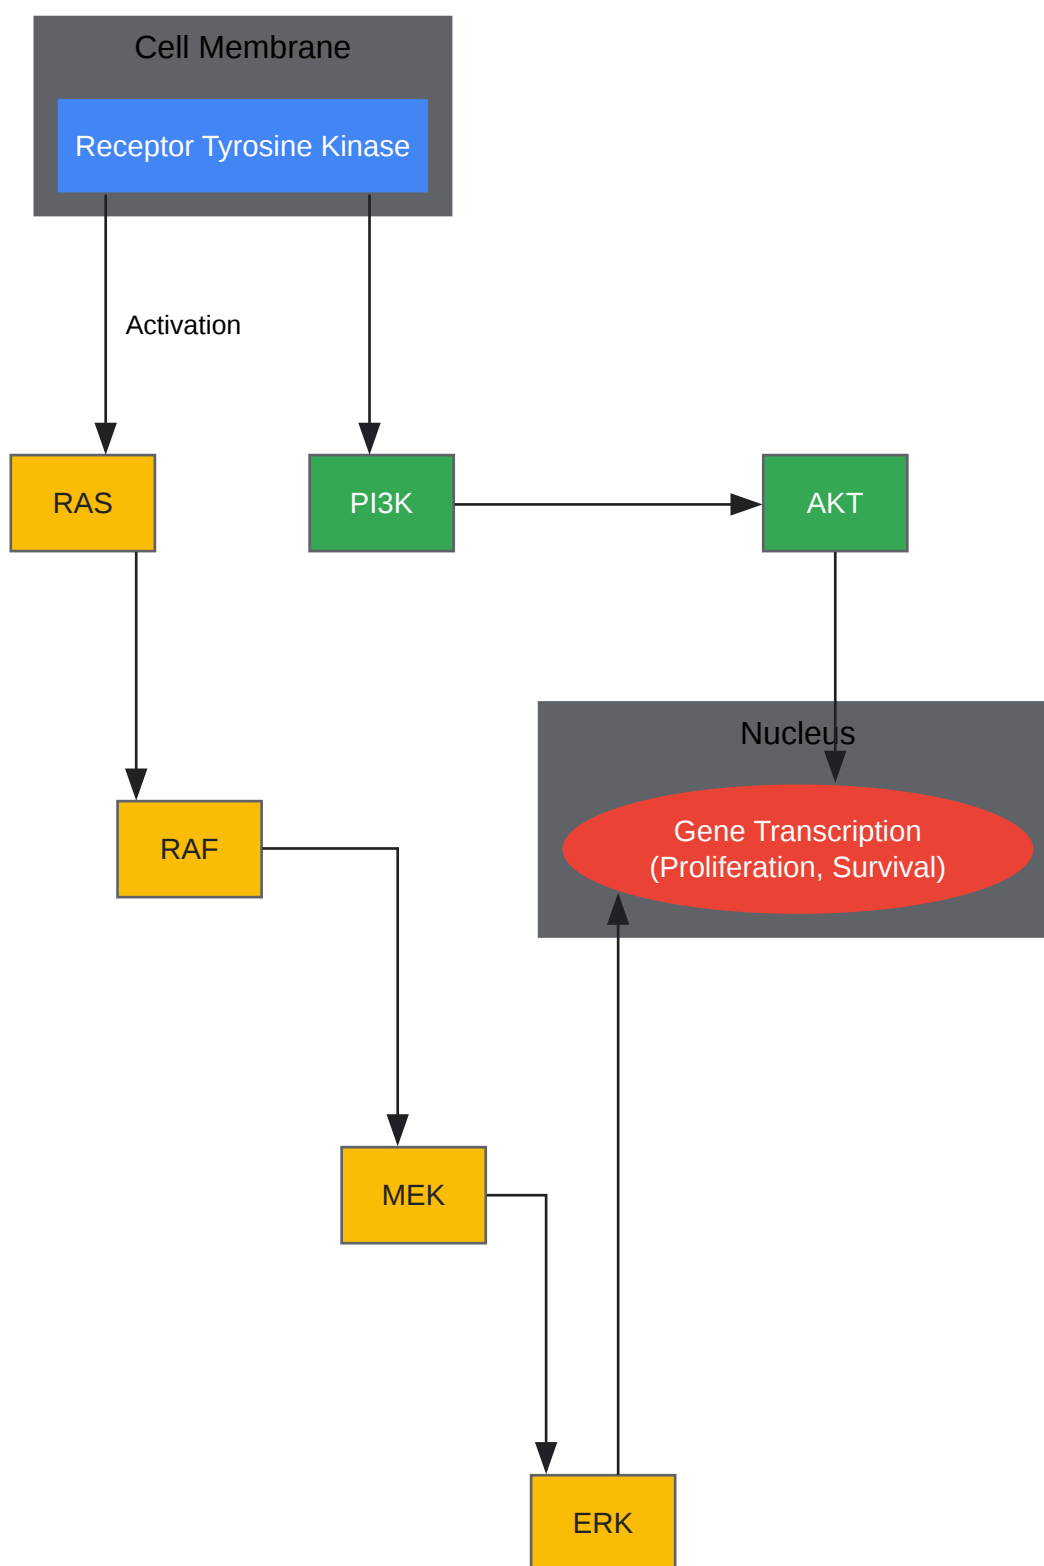 Cell Membrane
Receptor Tyrosine Kinase
Activation
RAS
PI3K
AKT
Nucleus
Gene Transcription
(Proliferation, Survival)
RAF
MEK
ERK